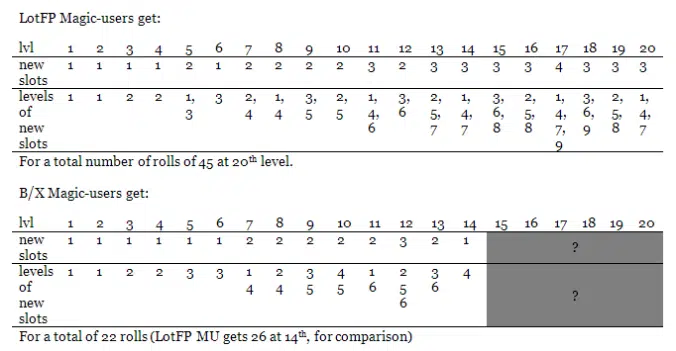 LotFP Magic-users get:
lvl 1 2 3 4 5 6 7 8 9 10 11 12 13 14 15 16 17 18 19 20
new slots 1 1 1 1 2 1 2 2 2 2 3 2 3 3 3 3 4 3 3 3
levels of new slots 1 1 2 2 1, 3 3 2, 4 1, 4 3, 5 2, 5 1, 4, 6 3, 6 2, 5, 7 1, 4, 7 3, 6, 8 2, 5, 8 1, 4, 7, 9 3, 6, 9 2, 5, 8 1, 4, 7
For a total number of rolls of 45 at 20th level.
B/X Magic-users get:
lvl 1 2 3 4 5 6 7 8 9 10 11 12 13 14 15 16 17 18 19 20
new slots 1 1 1 1 1 1 2 2 2 2 2 3 2 1 ?
levels of new slots 1 1 2 2 3 3 1 4 2 4 3 5 4 5 1 6 2 5 6 3 6 4 ?
For a total of 22 rolls (LotFP MU gets 26 at 14th, for comparison)